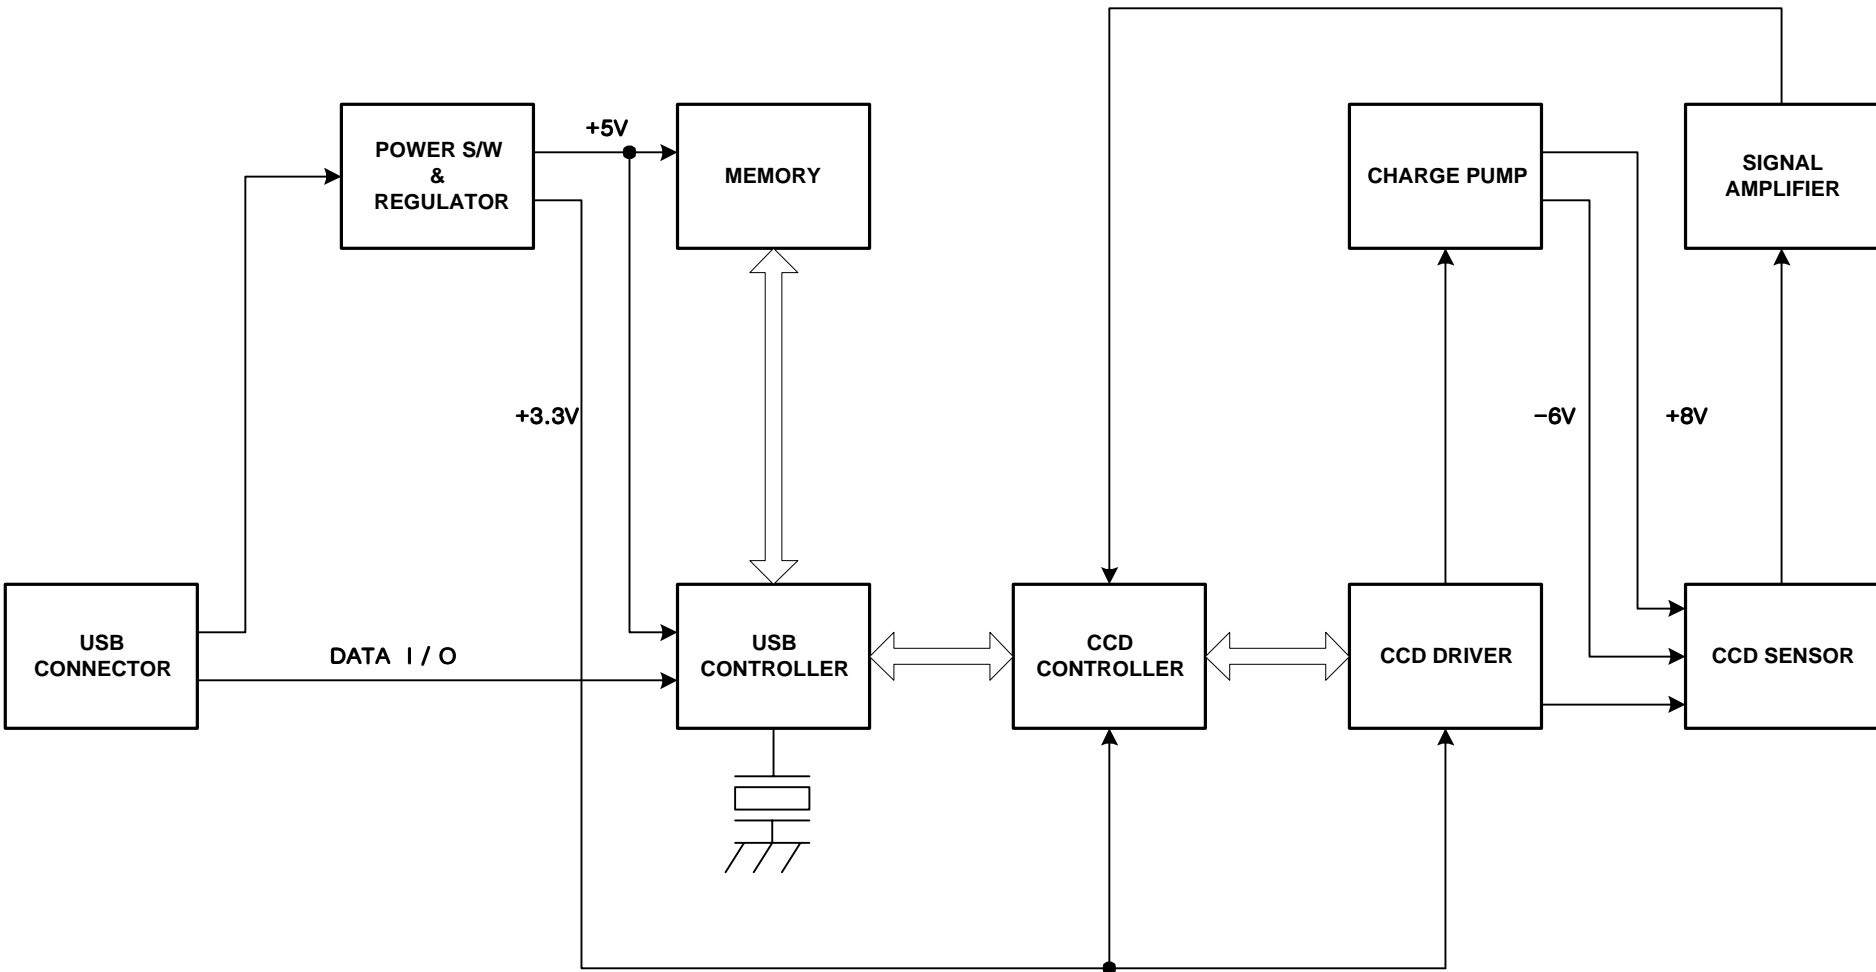 +5V
POWER S/W
&
REGULATOR
MEMORY
CHARGE PUMP
SIGNAL
AMPLIFIER
+3.3V
-6V
+8V
USB
CONNECTOR
DATA I / O
USB
CONTROLLER
CCD
CONTROLLER
CCD DRIVER
CCD SENSOR